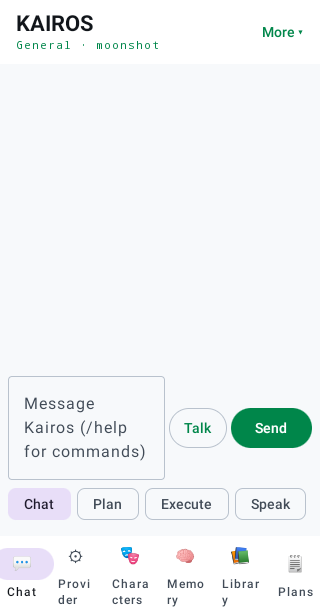 KAIROS
General · moonshot
More ▾
Message
Kairos (/help
for commands)
Talk
Send
Chat
Plan
Execute
Speak
Chat
Provi
der
Chara
cters
Memo
ry
Librar
y
Plans